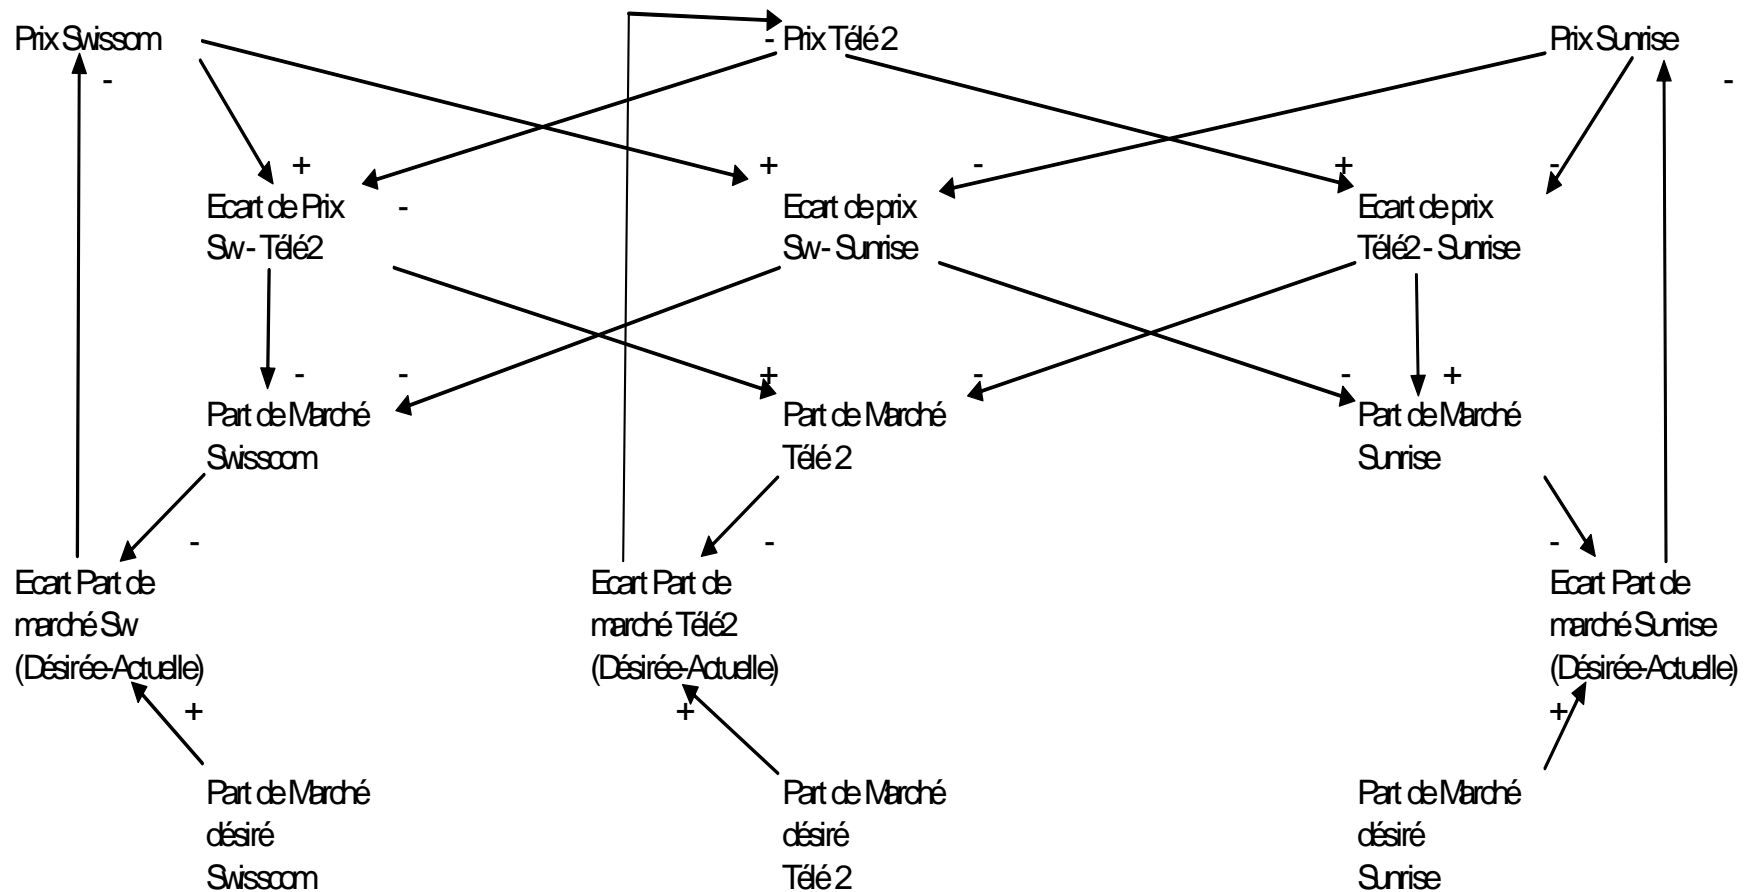 Prix Swissom
- Prix Télé 2
Prix Sunrise
-
-
+
+
-
+
-
Ecart de Prix
Sw - Télé2
-
Ecart de prix
Sw - Sunrise
Ecart de prix
Télé2 - Sunrise
-
-
+
-
-
+
Part de Marché
Swisscom
Part de Marché
Télé 2
Part de Marché
Sunrise
-
-
-
Ecart Part de
marché Sw
(Désirée-Actuelle)
Ecart Part de
marché Télé2
(Désirée-Actuelle)
Ecart Part de
marché Sunrise
(Désirée-Actuelle)
+
+
+
Part de Marché
désiré
Swisscom
Part de Marché
désiré
Télé 2
Part de Marché
désiré
Sunrise